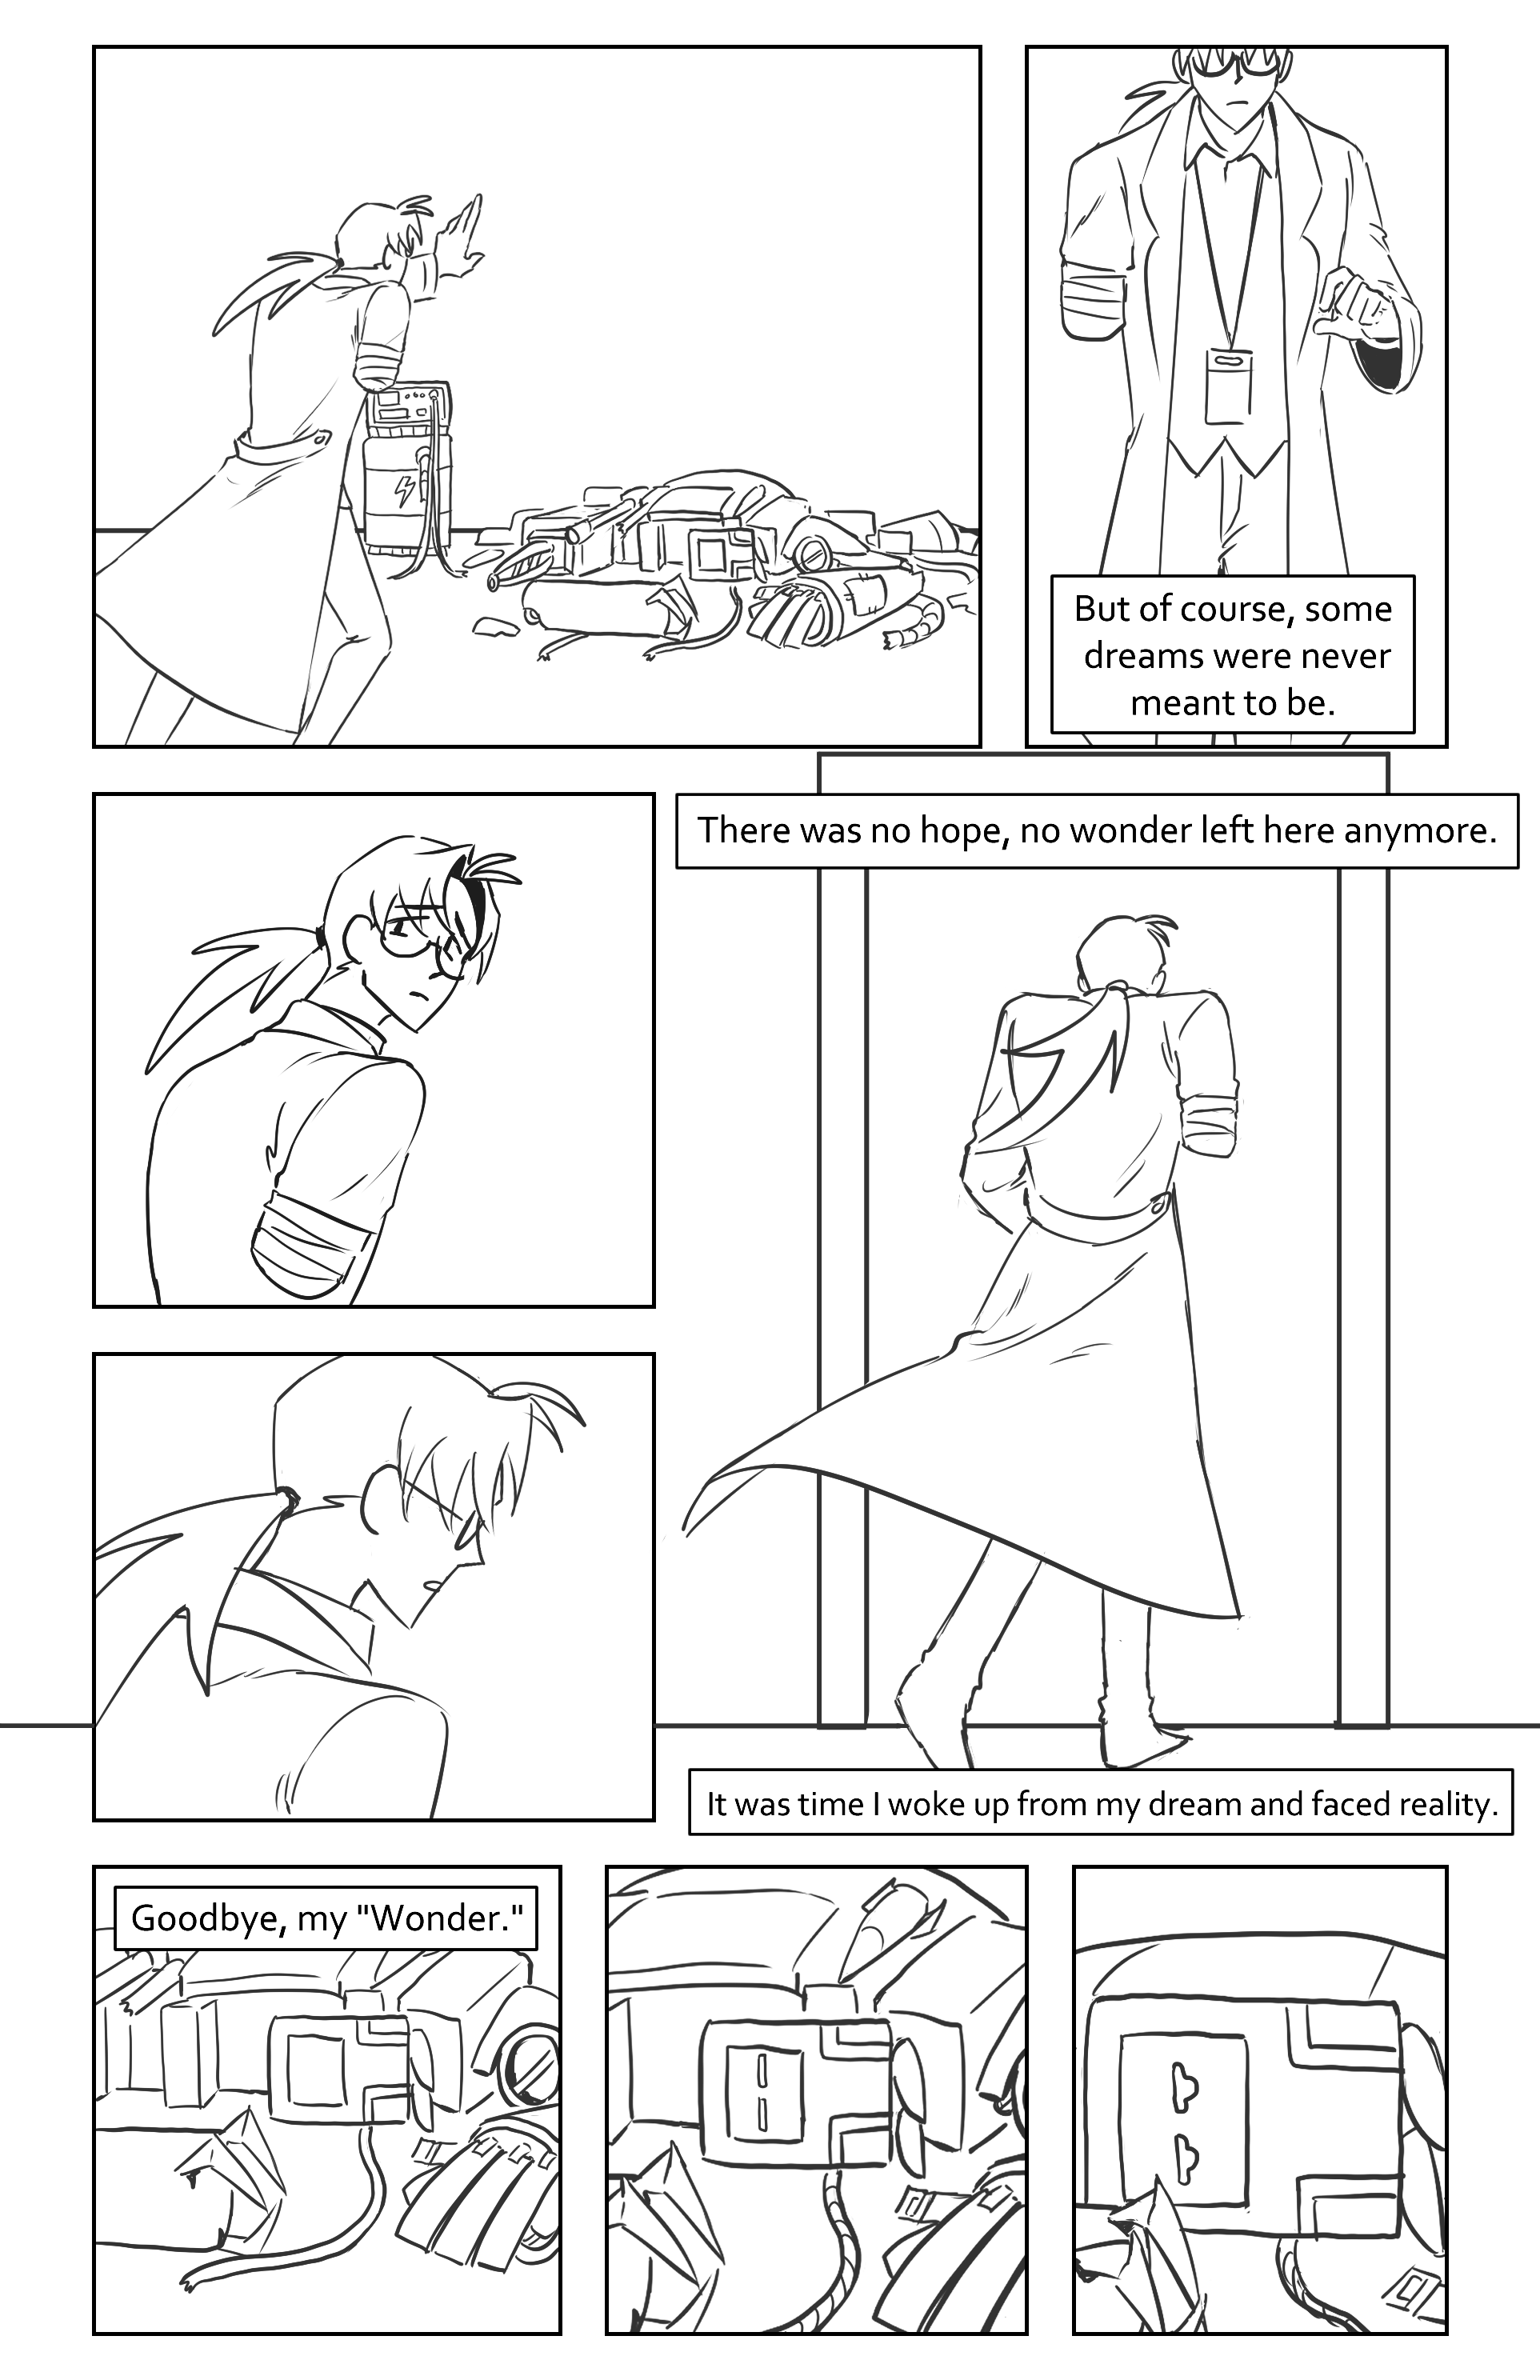 But of course, some
dreams were never
meant to be.
There was no hope, no wonder left here anymore.
It was time I woke up from my dream and faced reality.
Goodbye, my "Wonder."